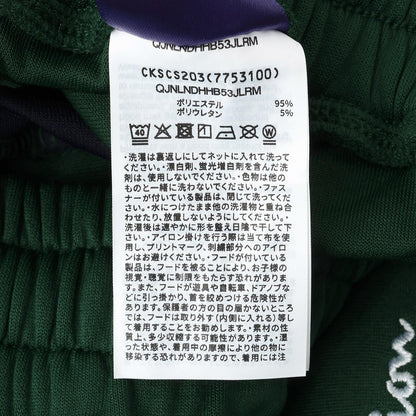 QJNLNDHHB53JLRM
CKSCS203(7753100)
QJNLNDHHB53JLRM
ポリエステル 95%
ポリウレタン 5%
・洗濯は裏返しにしてネットに入れて洗って
ください。・漂白剤、蛍光増白剤を含んだ洗
剤は、使用しないでください。・色物は他の
ものと一緒に洗わないでください。・ファス
ナーが付いている製品は、閉じて洗ってくだ
さい。・水につけたまま他の洗濯物と重ね合
わせたり、放置しないようにしてください。・
洗濯後は速やかに形を整え日陰で干して下さ
い。・アイロン掛けを行う際は当て布を使用
し、プリントマーク、刺繍部分へのアイロン
はお避けください。・フードが付いている
製品は、フードを被ることにより、お子様の
視覚・聴覚に制限をもたらす恐れがありま
す。また、フードが遊具や自転車、ドアノブなど
に引っ掛かり、首を絞めつける危険性が
あります。保護者の方の目の届かないところ
では、フードは取り外す(内側に入れる)等し
て着用することをお勧めします。・素材の性
質上、多少収縮する可能性があります。・湿
った状態や、着用中の摩擦により他の物に
移染する恐れがありますので、着用には注